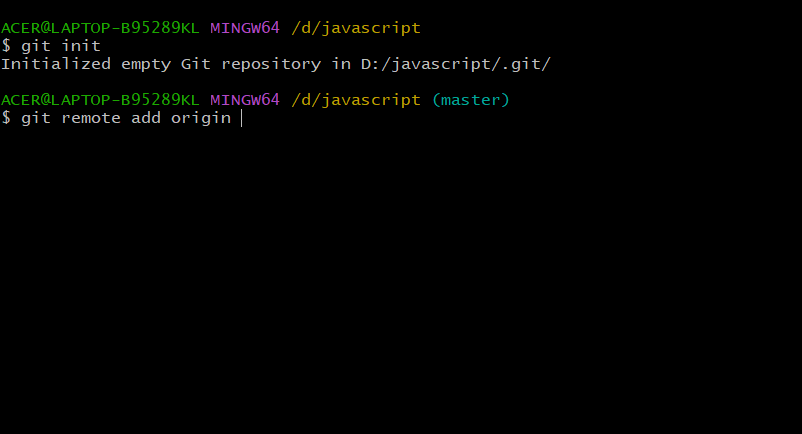 ACER@LAPTOP-B95289KL MINGW64 /d/javascript
$ git init
Initialized empty Git repository in D:/javascript/.git/
ACER@LAPTOP-B95289KL MINGW64 /d/javascript (master)
$ git remote add origin